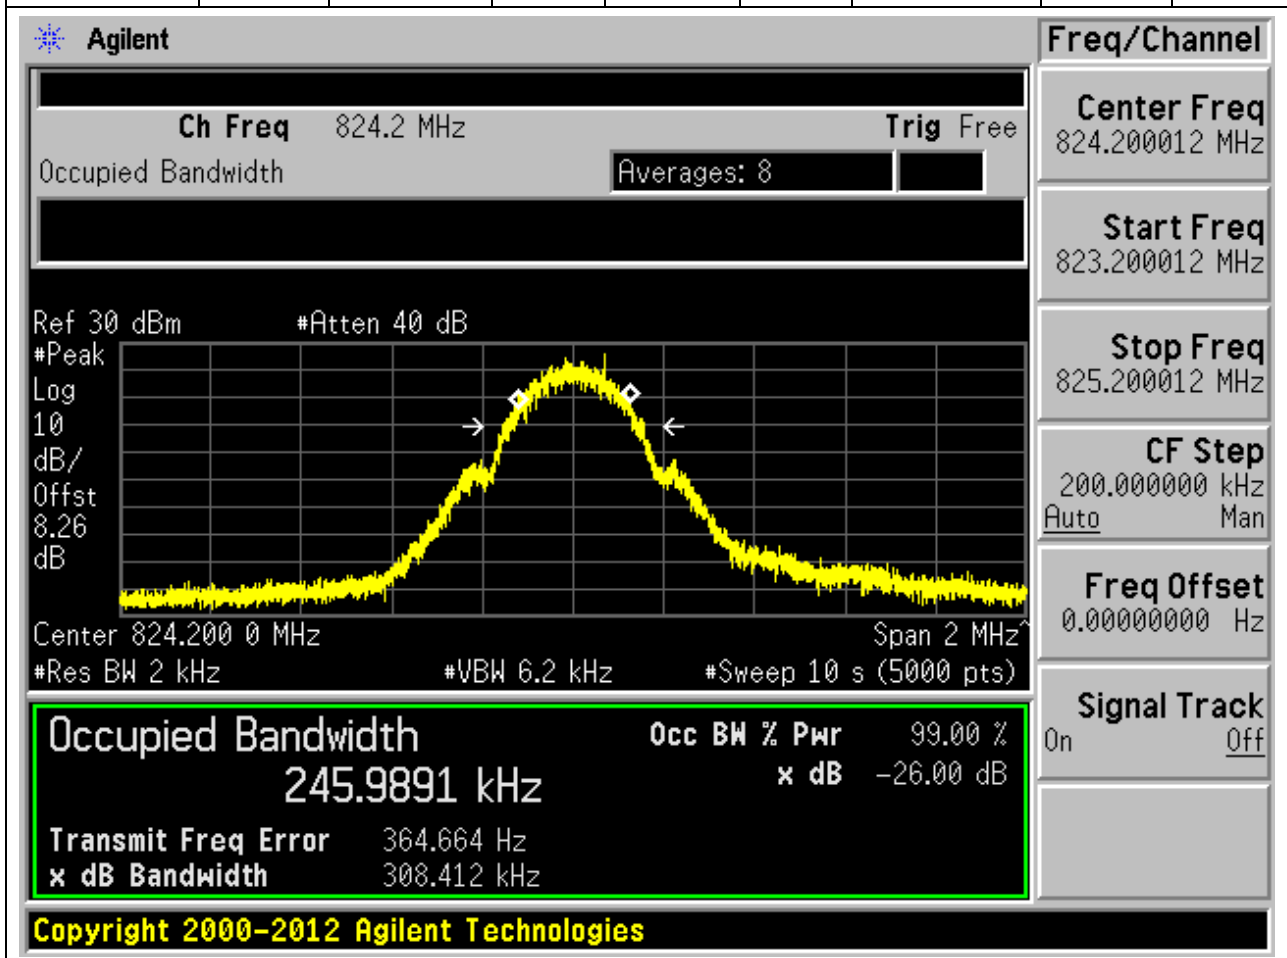 Agilent
Freq/Channel
Ch Freq 824.2 MHz Trig Free
Occupied Bandwidth Averages: 8
Ref 30 dBm #Atten 40 dB
#Peak
Log
10
dB/
Offst
8.26
dB
Center 824.200 0 MHz Span 2 MHz^
#Res BW 2 kHz #VBW 6.2 kHz #Sweep 10 s (5000 pts)
Occupied Bandwidth
245.9891 kHz
Occ BW % Pwr 99.00 %
x dB -26.00 dB
Transmit Freq Error 364.664 Hz
x dB Bandwidth 308.412 kHz
Copyright 2000-2012 Agilent Technologies
Center Freq
824.200012 MHz
Start Freq
823.200012 MHz
Stop Freq
825.200012 MHz
CF Step
200.000000 kHz
Auto Man
Freq Offset
0.00000000 Hz
Signal Track
On Off